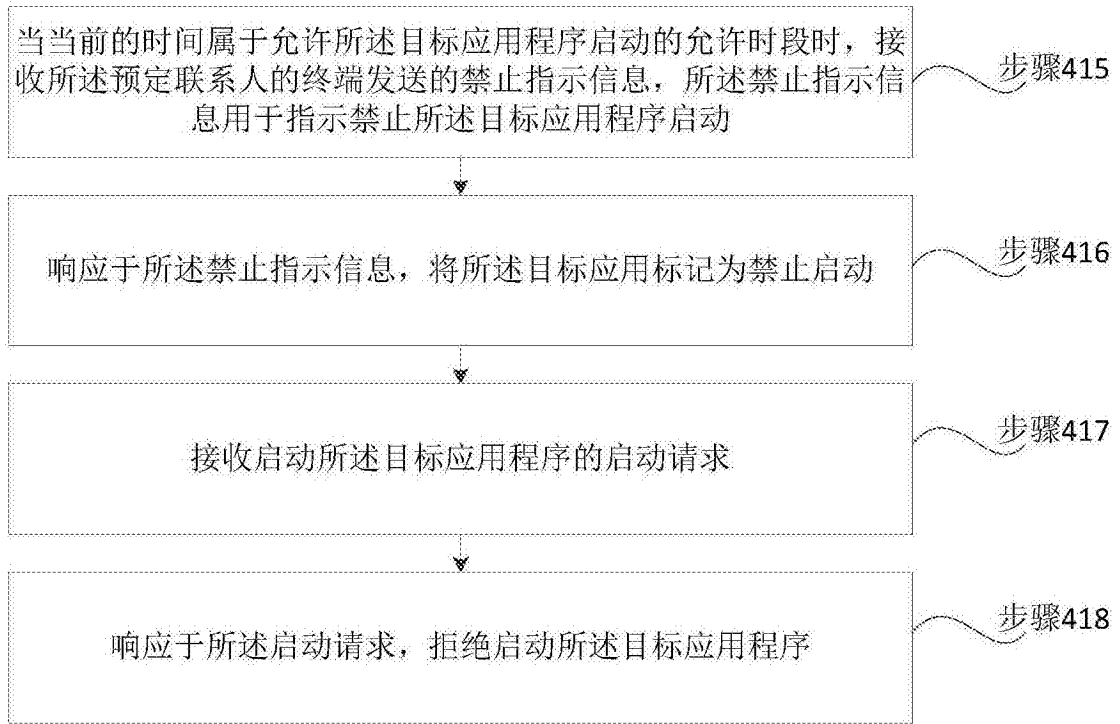 当当前的时间属于允许所述目标应用程序启动的允许时段时，接
收所述预定联系人的终端发送的禁止指示信息，所述禁止指示信
息用于指示禁止所述目标应用程序启动
步骤415
响应于所述禁止指示信息，将所述目标应用标记为禁止启动
步骤416
接收启动所述目标应用程序的启动请求
步骤417
响应于所述启动请求，拒绝启动所述目标应用程序
步骤418